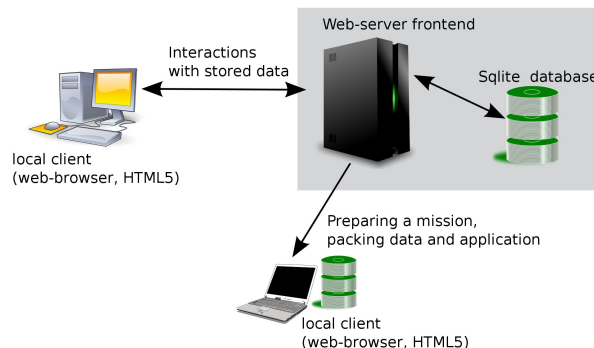 Web-server frontend
Interactions
with stored data
Sqlite database
local client
(web-browser, HTML5)
Preparing a mission,
packing data and application
local client
(web-browser, HTML5)